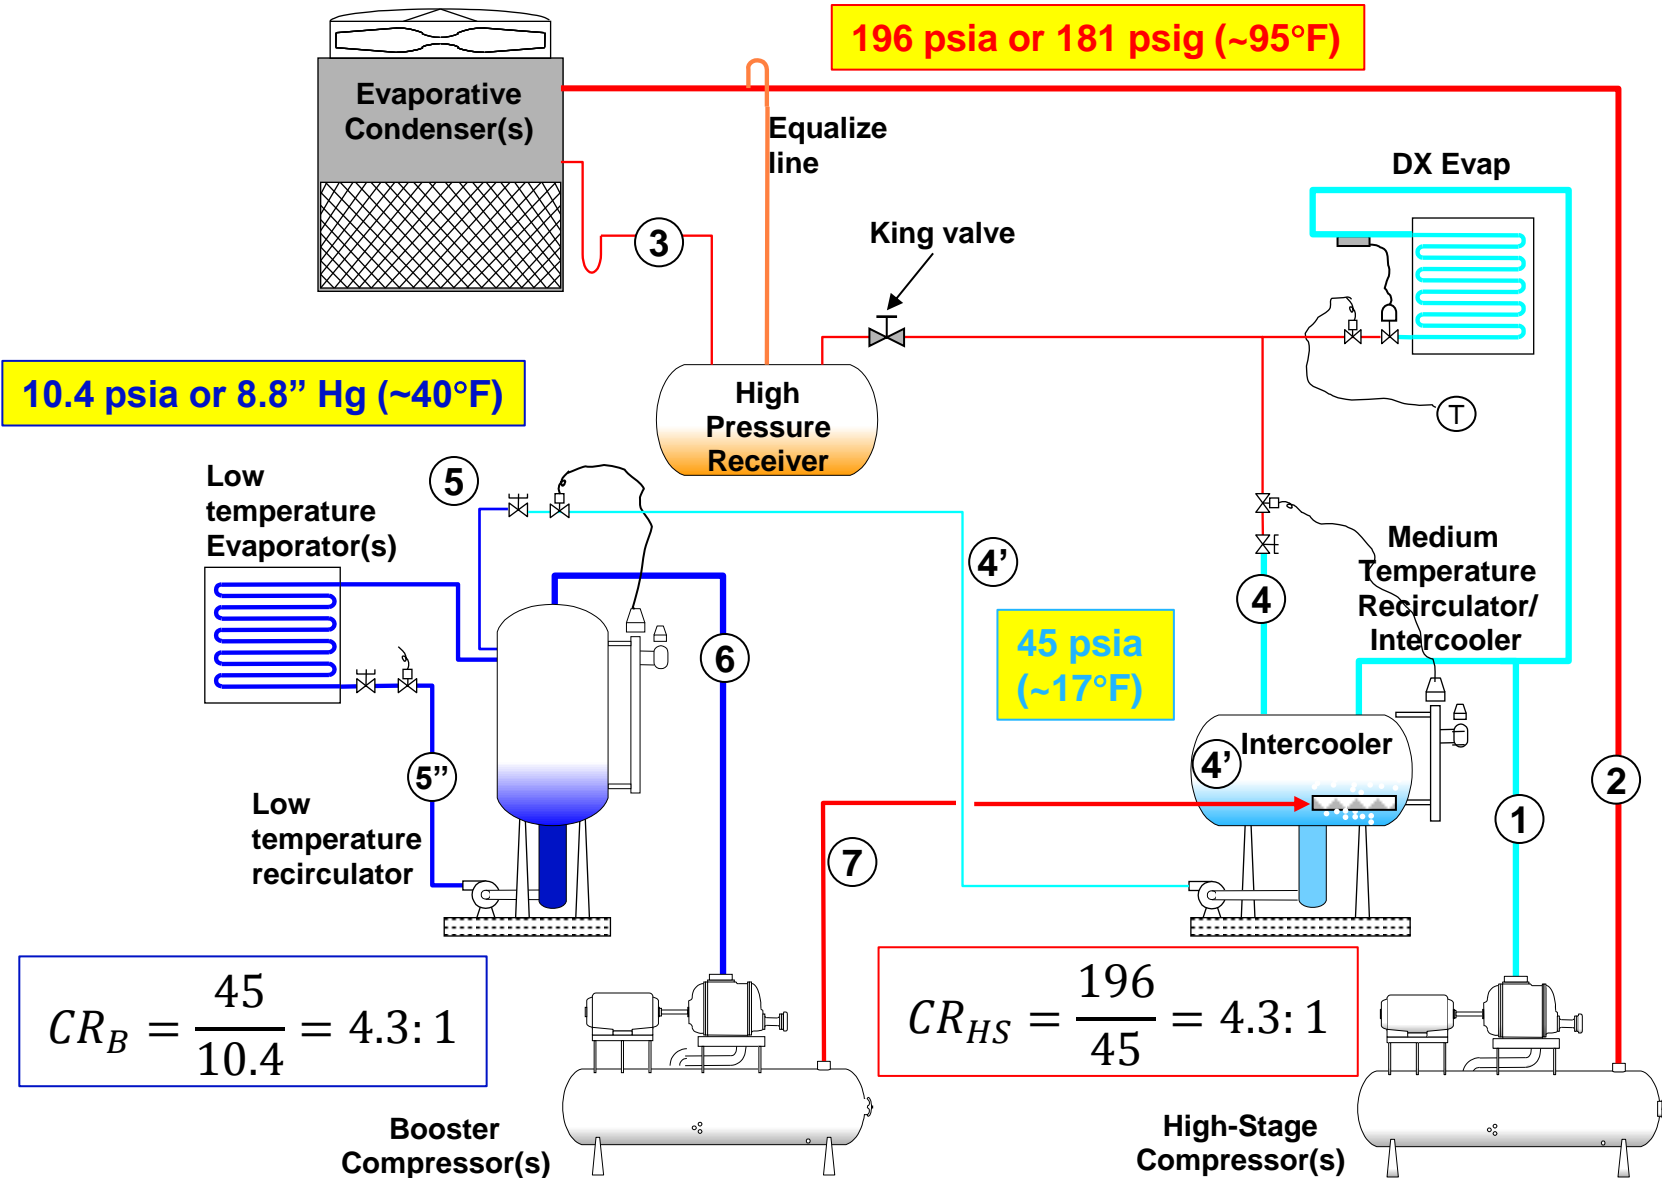 196 psia or 181 psig (~95°F)
Evaporative
Condenser(s)
Equalize
line
DX Evap
King valve
3
10.4 psia or 8.8” Hg (~40°F)
High
Pressure
Receiver
T
Low
temperature
Evaporator(s)
5
4’
4
Medium
Temperature
Recirculator/
Intercooler
45 psia
(~17°F)
6
Intercooler
4’
5”
2
1
Low
temperature
recirculator
7
CR_B = 45/10.4 = 4.3: 1
CR_HS = 196/45 = 4.3: 1
Booster
Compressor(s)
High-Stage
Compressor(s)